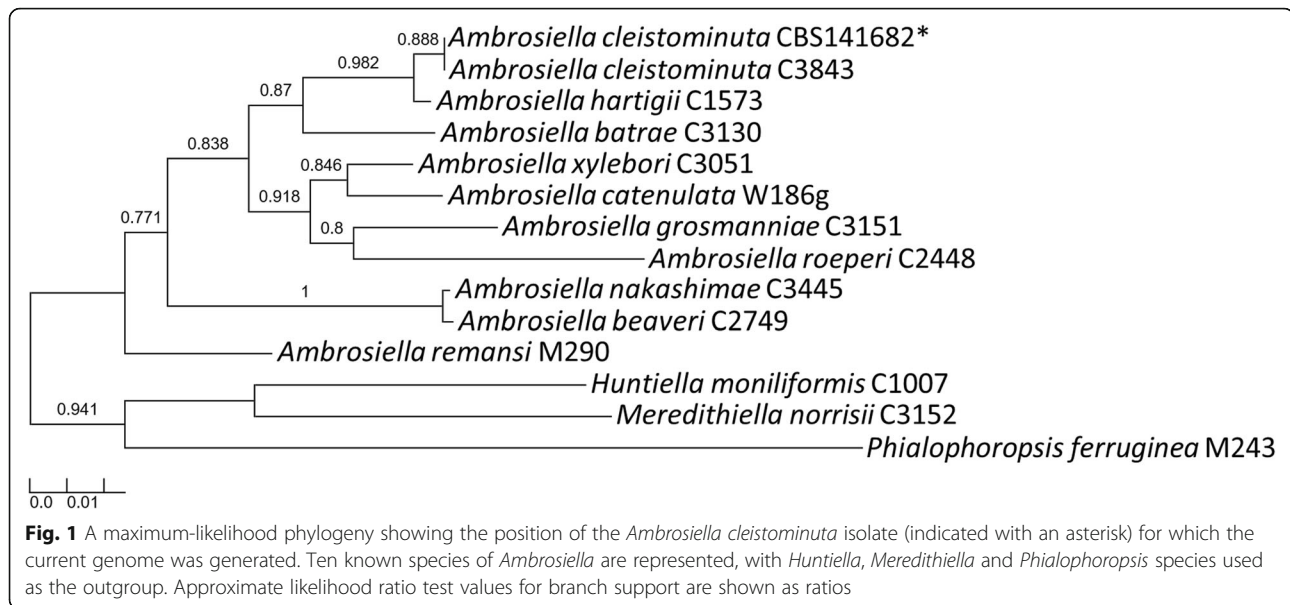 0.888
Ambrosiella cleistominuta CBS141682*
0.982
Ambrosiella cleistominuta C3843
0.87
Ambrosiella hartigii C1573
Ambrosiella batrae C3130
0.838
0.846
Ambrosiella xylebori C3051
0.918
Ambrosiella catenulata W186g
0.771
0.8
Ambrosiella grosmanniae C3151
Ambrosiella roeperi C2448
1
Ambrosiella nakashimae C3445
Ambrosiella beaveri C2749
Ambrosiella remansi M290
Huntiella moniliformis C1007
0.941
Meredithiella norrisii C3152
Phialophoropsis ferruginea M243
0.0 0.01
Fig. 1 A maximum-likelihood phylogeny showing the position of the Ambrosiella cleistominuta isolate (indicated with an asterisk) for which the
current genome was generated. Ten known species of Ambrosiella are represented, with Huntiella, Meredithiella and Phialophoropsis species used
as the outgroup. Approximate likelihood ratio test values for branch support are shown as ratios